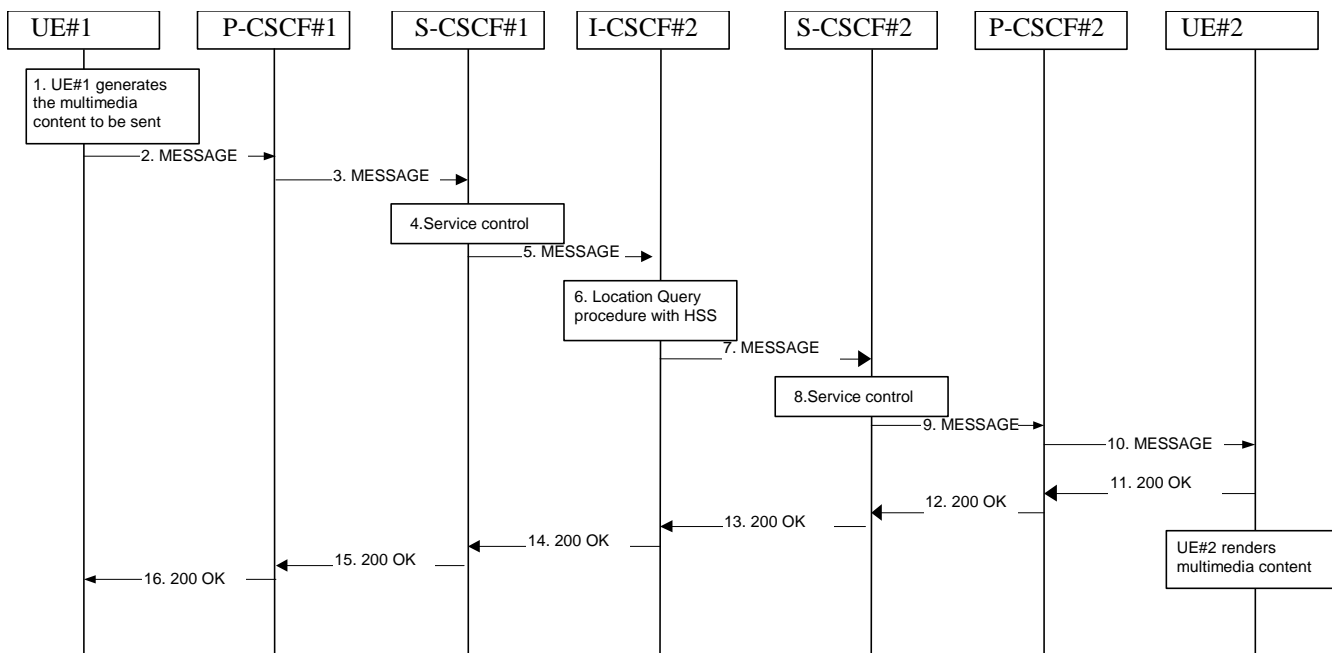 UE#1
P-CSCF#1
S-CSCF#1
I-CSCF#2
S-CSCF#2
P-CSCF#2
UE#2
1. UE#1 generates
the multimedia
content to be sent
2. MESSAGE
3. MESSAGE
4.Service control
5. MESSAGE
6. Location Query
procedure with HSS
7. MESSAGE
8.Service control
9. MESSAGE
10. MESSAGE
11. 200 OK
12. 200 OK
13. 200 OK
14. 200 OK
15. 200 OK
16. 200 OK
UE#2 renders
multimedia content